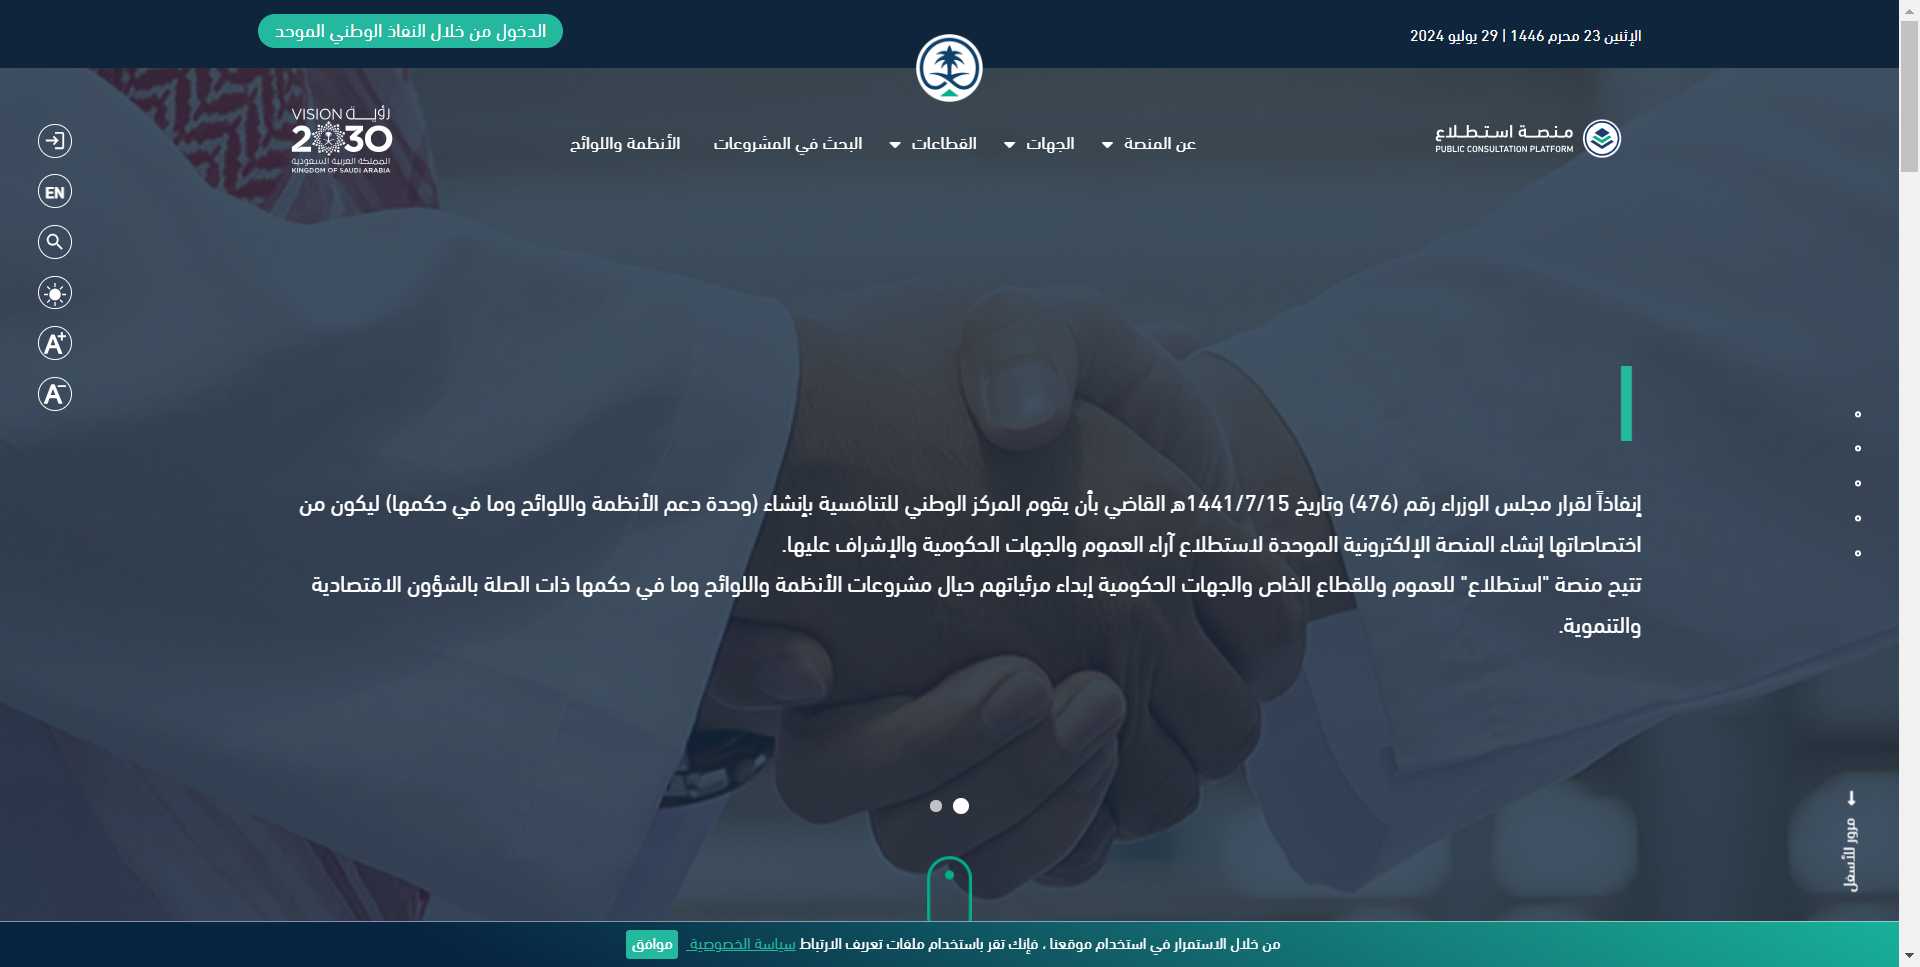 الإثنين 23 محرم 1446 | 29 يوليو 2024
الدخول من خلال النفاذ الوطني الموحد
منصة استطلاع
PUBLIC CONSULTATION PLATFORM
عن المنصة
الجهات
القطاعات
البحث في المشروعات
الأنظمة واللوائح
رؤية VISION
2030
المملكة العربية السعودية
KINGDOM OF SAUDI ARABIA
EN
A+
A-
إنفاذاً لقرار مجلس الوزراء رقم (476) وتاريخ 1441/7/15هـ القاضي بأن يقوم المركز الوطني للتنافسية بإنشاء (وحدة دعم الأنظمة واللوائح وما في حكمها) ليكون من
اختصاصاتها إنشاء المنصة الإلكترونية الموحدة لاستطلاع آراء العموم والجهات الحكومية والإشراف عليها.
تتيح منصة "استطلاع" للعموم وللقطاع الخاص والجهات الحكومية إبداء مرئياتهم حيال مشروعات الأنظمة واللوائح وما في حكمها ذات الصلة بالشؤون الاقتصادية
والتنموية.
مرور للأسفل
من خلال الاستمرار في استخدام موقعنا ، فإنك تقر باستخدام ملفات تعريف الارتباط سياسة الخصوصية موافق